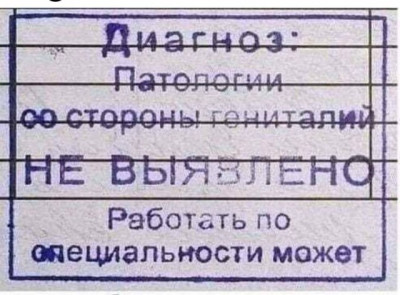 Диагноз:
Патологии
со стороны гениталий
НЕ ВЫЯВЛЕНО
Работать по
специальности может